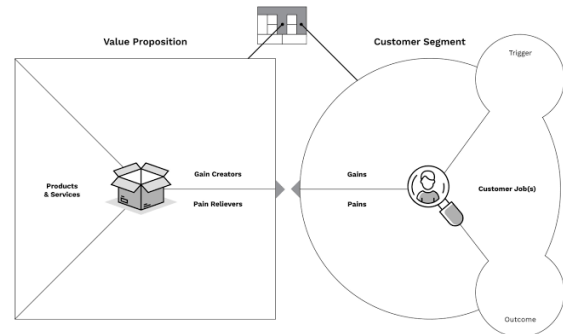 Value Proposition
Customer Segment
Trigger
Gain Creators
Gains
Products
& Services
Customer Job(s)
Pain Relievers
Pains
Outcome